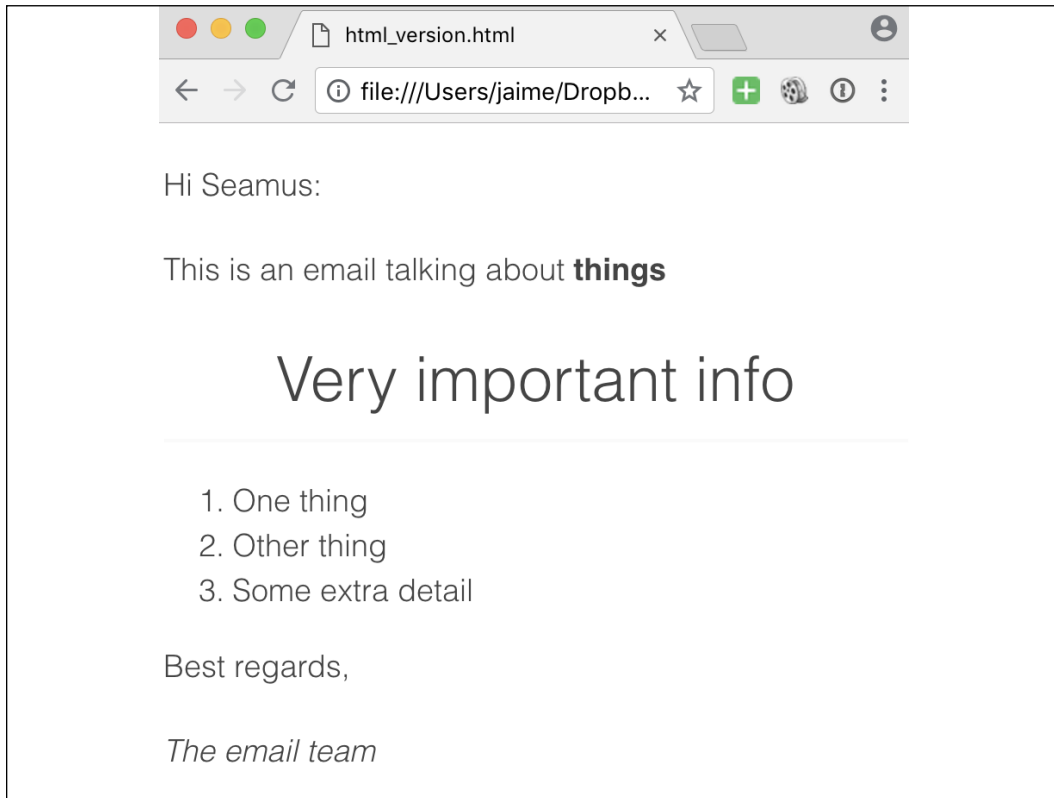 html_version.html
file:///Users/jaime/Dropb...
Hi Seamus:
This is an email talking about things
Very important info
1. One thing
2. Other thing
3. Some extra detail
Best regards,
The email team